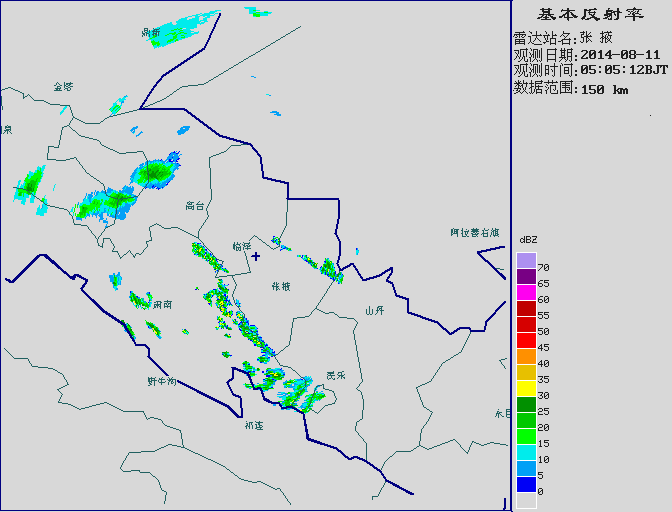 基本反射率
雷达站名:张 掖
观测日期:2014-08-11
观测时间:05:05:12BJT
数据范围:150 km
鼎新
金塔
泉
高台
临泽
阿拉善右旗
张掖
肃南
山丹
民乐
野牛沟
祁连
永昌
dBZ
70
65
60
55
50
45
40
35
30
25
20
15
10
5
0